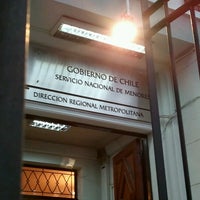 GOBIERNO DE CHILE
SERVICIO NACIONAL DE MENORES
DIRECCION REGIONAL METROPOLITANA